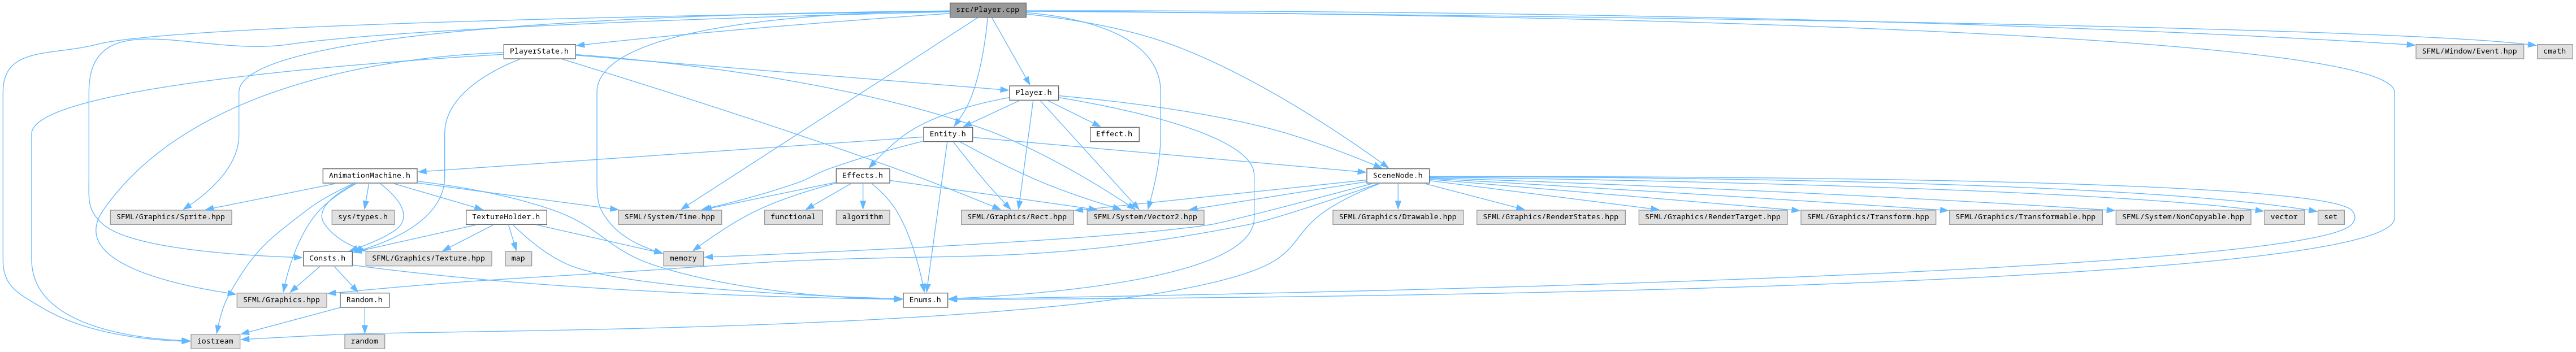 src/Player.cpp
PlayerState.h
SFML/Window/Event.hpp
cmath
Player.h
Entity.h
Effect.h
AnimationMachine.h
Effects.h
SceneNode.h
SFML/Graphics/Sprite.hpp
sys/types.h
TextureHolder.h
SFML/System/Time.hpp
functional
algorithm
SFML/Graphics/Rect.hpp
SFML/System/Vector2.hpp
SFML/Graphics/Drawable.hpp
SFML/Graphics/RenderStates.hpp
SFML/Graphics/RenderTarget.hpp
SFML/Graphics/Transform.hpp
SFML/Graphics/Transformable.hpp
SFML/System/NonCopyable.hpp
vector
set
Consts.h
SFML/Graphics/Texture.hpp
map
memory
SFML/Graphics.hpp
Random.h
Enums.h
iostream
random